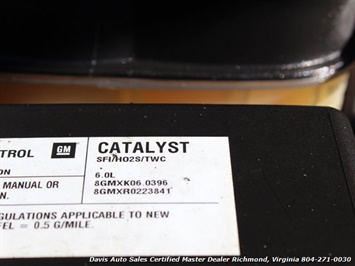 TROL GM CATALYST
SFI/HO2S/TWC
ON 6.0L
MANUAL OR 8GMXK06.0396
N. 8GMXR0223841
GULATIONS APPLICABLE TO NEW
FEL = 0.5 G/MILE.
Davis Auto Sales Certified Master Dealer Richmond, Virginia 804-271-0030